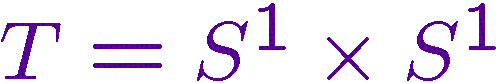 T = S¹ × S¹